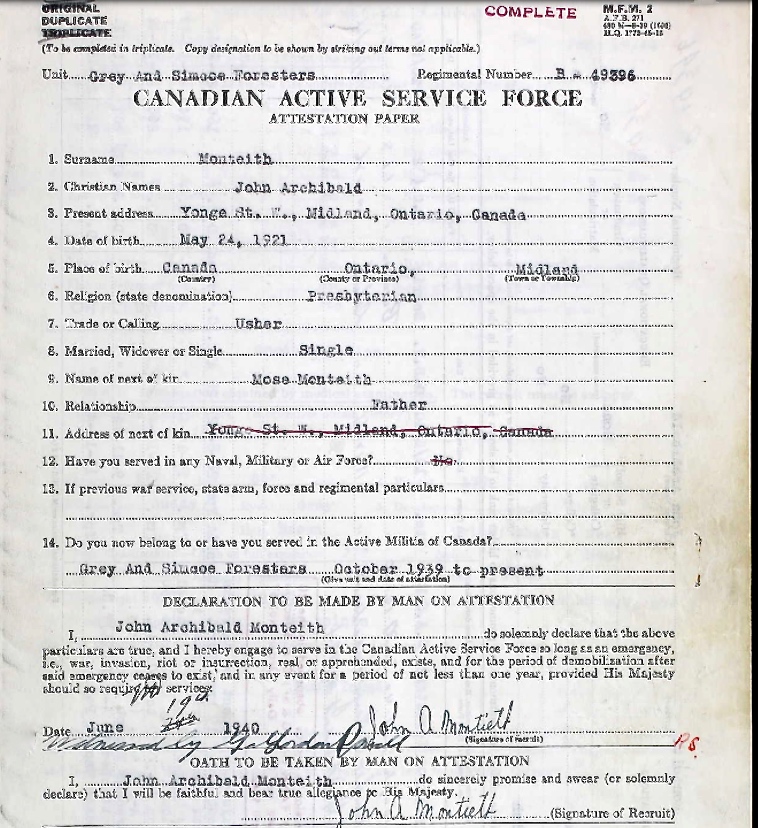 ORIGINAL
DUPLICATE
TRIPLICATE
COMPLETE
M.F.M. 2
(To be completed in triplicate. Copy designation to be shown by striking out terms not applicable.)
Unit Grey And Simcoe Foresters Regimental Number B - 49396
CANADIAN ACTIVE SERVICE FORCE
ATTESTATION PAPER
1. Surname Monteith
2. Christian Names John Archibald
3. Present address Yonge St. W., Midland, Ontario, Canada
4. Date of birth May 24, 1921
5. Place of birth Canada Ontario, Midland
(Country) (County or Province) (Town or Township)
6. Religion (state denomination) Presbyterian
7. Trade or Calling Usher
8. Married, Widower or Single Single
9. Name of next of kin Mose Monteith
10. Relationship Father
11. Address of next of kin Yonge St. W., Midland, Ontario, Canada
12. Have you served in any Naval, Military or Air Force? No.
13. If previous war service, state arm, force and regimental particulars
14. Do you now belong to or have you served in the Active Militia of Canada?
Grey And Simcoe Foresters October 1939 to present
(Give unit and date of attestation)
DECLARATION TO BE MADE BY MAN ON ATTESTATION
I, John Archibald Monteith do solemnly declare that the above
particulars are true, and I hereby engage to serve in the Canadian Active Service Force so long as an emergency,
i.e., war, invasion, riot or insurrection, real, or apprehended, exists, and for the period of demobilization after
said emergency ceases to exist, and in any event for a period of not less than one year, provided His Majesty
should so require my services.
19th
Date June 1940 John A Montieth
Witnessed by (Signature of recruit)
RS
OATH TO BE TAKEN BY MAN ON ATTESTATION
I, John Archibald Monteith do sincerely promise and swear (or solemnly
declare) that I will be faithful and bear true allegiance to His Majesty.
John A Montieth (Signature of Recruit)